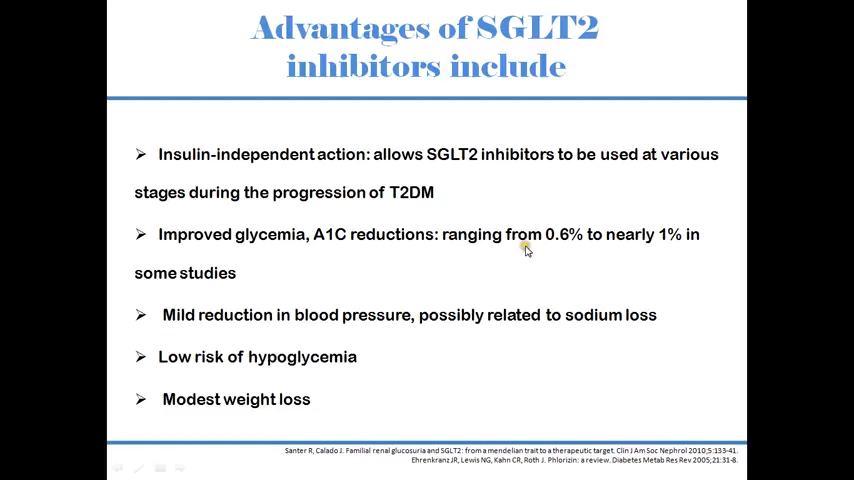 Advantages of SGLT2
inhibitors include
➢ Insulin-independent action: allows SGLT2 inhibitors to be used at various
stages during the progression of T2DM
➢ Improved glycemia, A1C reductions: ranging from 0.6% to nearly 1% in
some studies
➢ Mild reduction in blood pressure, possibly related to sodium loss
➢ Low risk of hypoglycemia
➢ Modest weight loss
Santer R, Calado J. Familial renal glucosuria and SGLT2: from a mendelian trait to a therapeutic target. Clin J Am Soc Nephrol 2010;5:133-41.
Ehrenkranz JR, Lewis NG, Kahn CR, Roth J. Phlorizin: a review. Diabetes Metab Res Rev 2005;21:31-8.